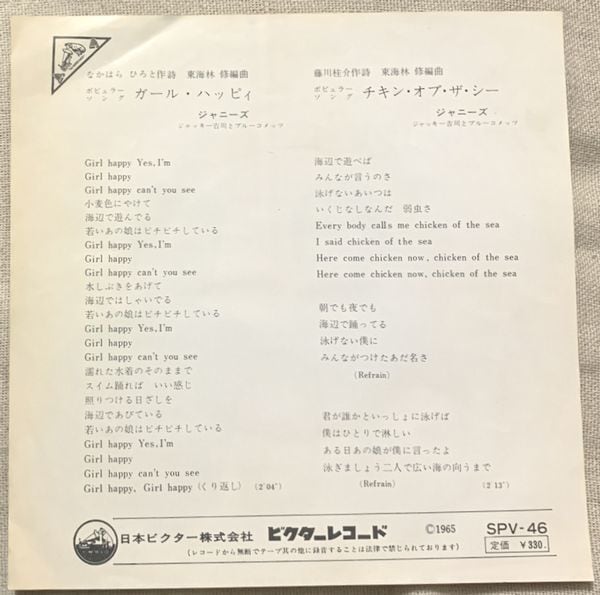 なかはら ひろと作詩　東海林 修編曲
ポピュラーソング　ガール・ハッピィ
ジャニーズ
ジャッキー吉川とブルーコメッツ
Girl happy Yes, I'm
Girl happy
Girl happy can't you see
小麦色にやけて
海辺で遊んでる
若いあの娘はピチピチしている
Girl happy Yes, I'm
Girl happy
Girl happy can't you see
水しぶきをあげて
海辺ではしゃいでる
若いあの娘はピチピチしている
Girl happy Yes, I'm
Girl happy
Girl happy can't you see
濡れた水着のそのままで
スイム踊れば　いい感じ
照りつける日ざしを
海辺であびている
若いあの娘はピチピチしている
Girl happy Yes, I'm
Girl happy
Girl happy can't you see
Girl happy, Girl happy (くり返し)　(2′04″)
藤川桂介作詩　東海林 修編曲
ポピュラーソング　チキン・オブ・ザ・シー
ジャニーズ
ジャッキー吉川とブルーコメッツ
海辺で遊べば
みんなが言うのさ
泳げないあいつは
いくじなしなんだ　弱虫さ
Every body calls me chicken of the sea
I said chicken of the sea
Here come chicken now, chicken of the sea
Here come chicken now, chicken of the sea
朝でも夜でも
海辺で踊ってる
泳げない僕に
みんながつけたあだ名さ
(Refrain)
君が誰かといっしょに泳げば
僕はひとりで淋しい
ある日あの娘が僕に言ったよ
泳ぎましょう二人で広い海の向うまで
(Refrain)　(2′13″)
日本ビクター株式会社　ビクターレコード　©1965　SPV-46
(レコードから無断でテープ其の他に録音することは法律で禁じられております)　定価 ￥330.